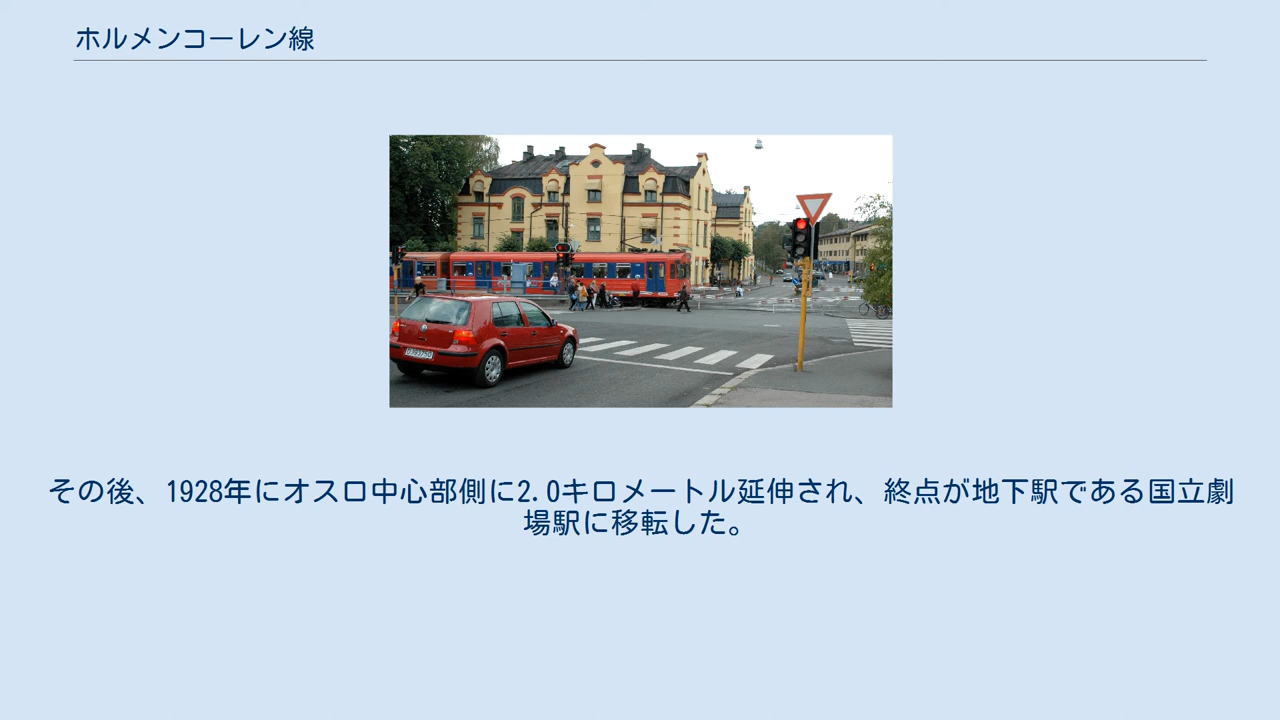 ホルメンコーレン線
その後、1928年にオスロ中心部側に2.0キロメートル延伸され、終点が地下駅である国立劇
場駅に移転した。